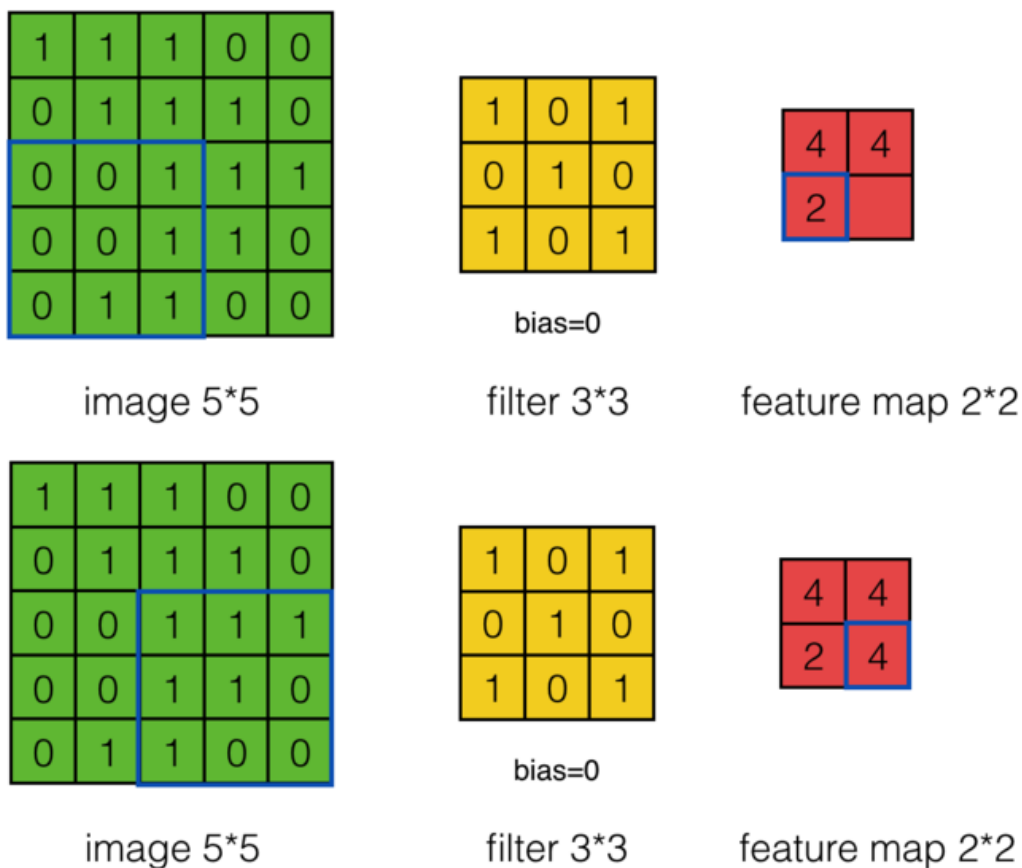 1 1 1 0 0
0 1 1 1 0
0 0 1 1 1
0 0 1 1 0
0 1 1 0 0
image 5*5
1 0 1
0 1 0
1 0 1
bias=0
filter 3*3
4 4
2
feature map 2*2
1 1 1 0 0
0 1 1 1 0
0 0 1 1 1
0 0 1 1 0
0 1 1 0 0
image 5*5
1 0 1
0 1 0
1 0 1
bias=0
filter 3*3
4 4
2 4
feature map 2*2